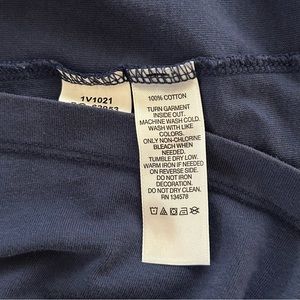 1V1021
100% COTTON
TURN GARMENT
INSIDE OUT.
MACHINE WASH COLD.
WASH WITH LIKE
COLORS.
ONLY NON-CHLORINE
BLEACH WHEN
NEEDED.
TUMBLE DRY LOW.
WARM IRON IF NEEDED
ON REVERSE SIDE.
DO NOT IRON
DECORATION.
DO NOT DRY CLEAN.
RN 134578